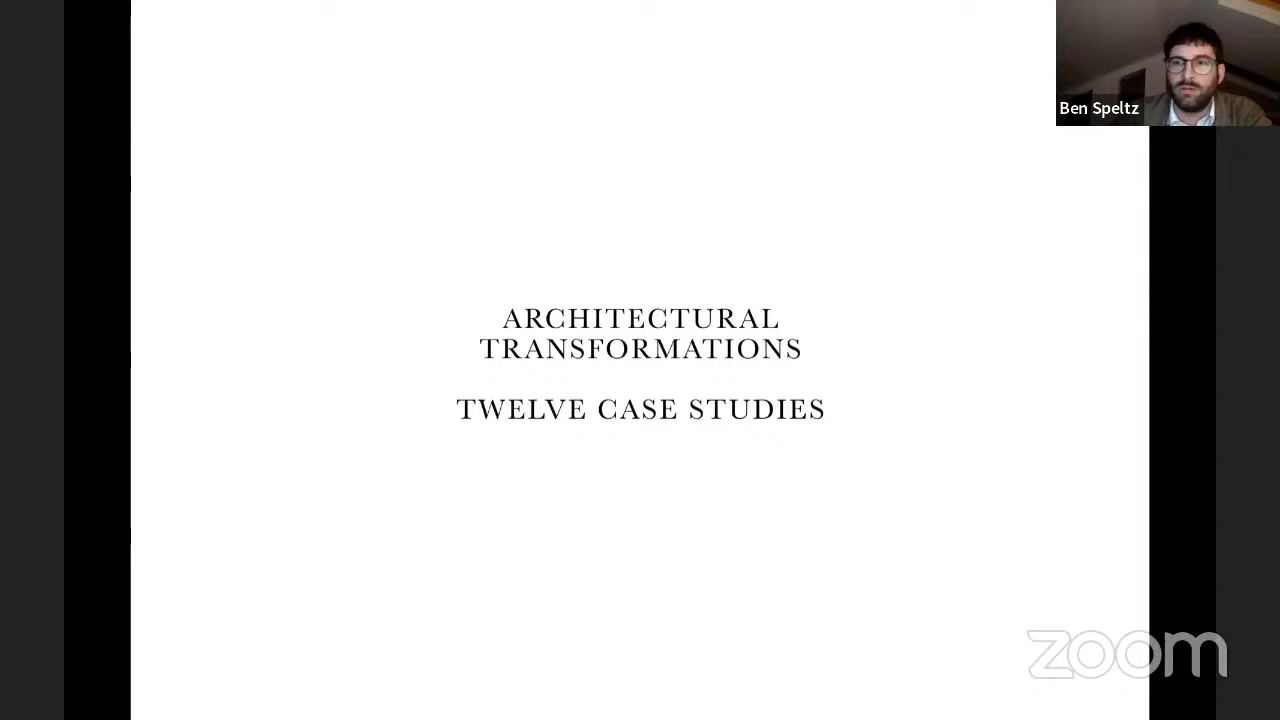 Ben Speltz
ARCHITECTURAL
TRANSFORMATIONS
TWELVE CASE STUDIES
zoom